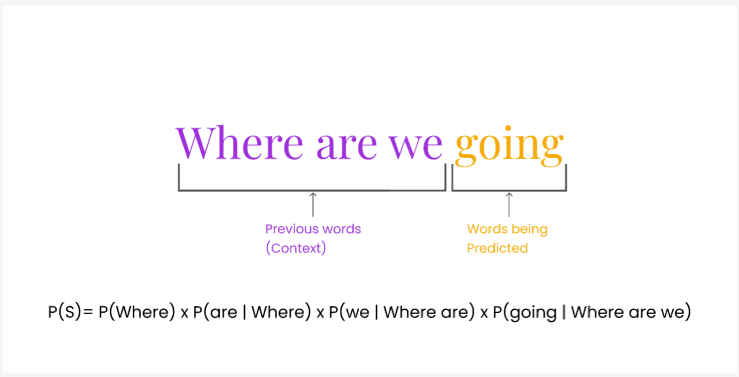 Where are we going
Previous words
(Context)
Words being
Predicted
P(S)= P(Where) x P(are | Where) x P(we | Where are) x P(going | Where are we)